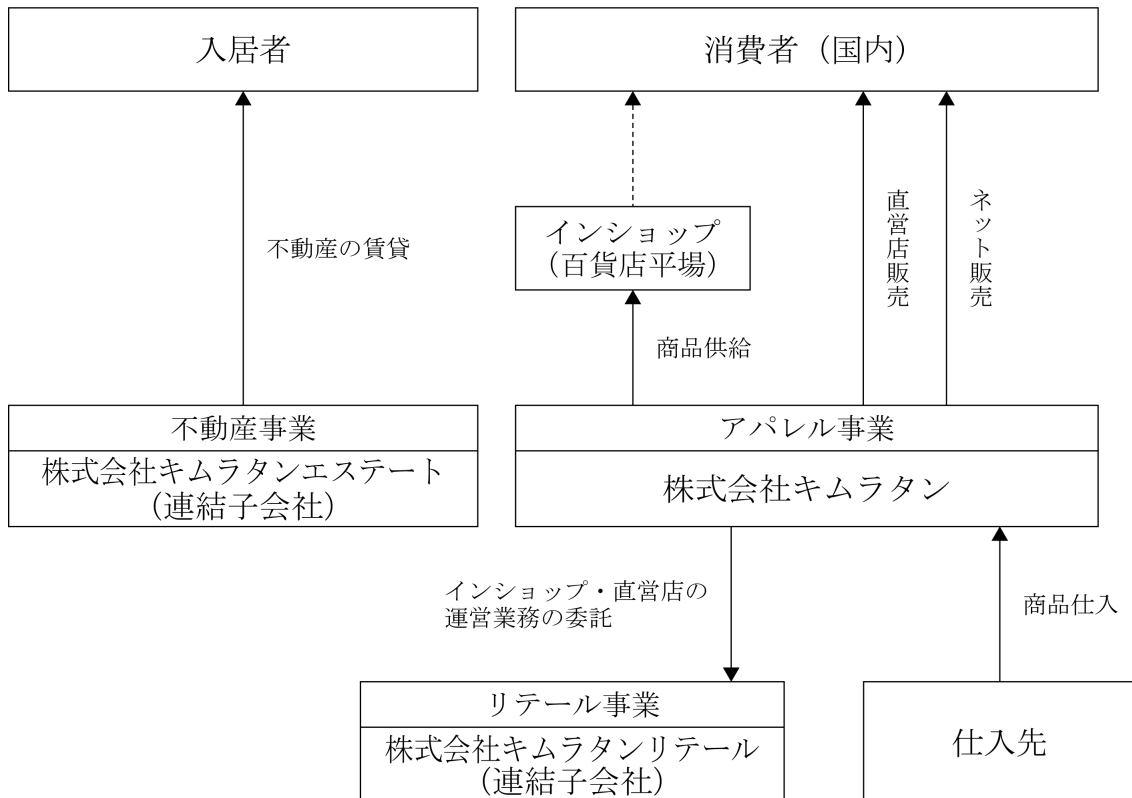 入居者
消費者（国内）
不動産の賃貸
インショップ
（百貨店平場）
直営店販売
ネット販売
商品供給
不動産事業
株式会社キムラタンエステート
（連結子会社）
アパレル事業
株式会社キムラタン
インショップ・直営店の
運営業務の委託
商品仕入
リテール事業
株式会社キムラタンリテール
（連結子会社）
仕入先